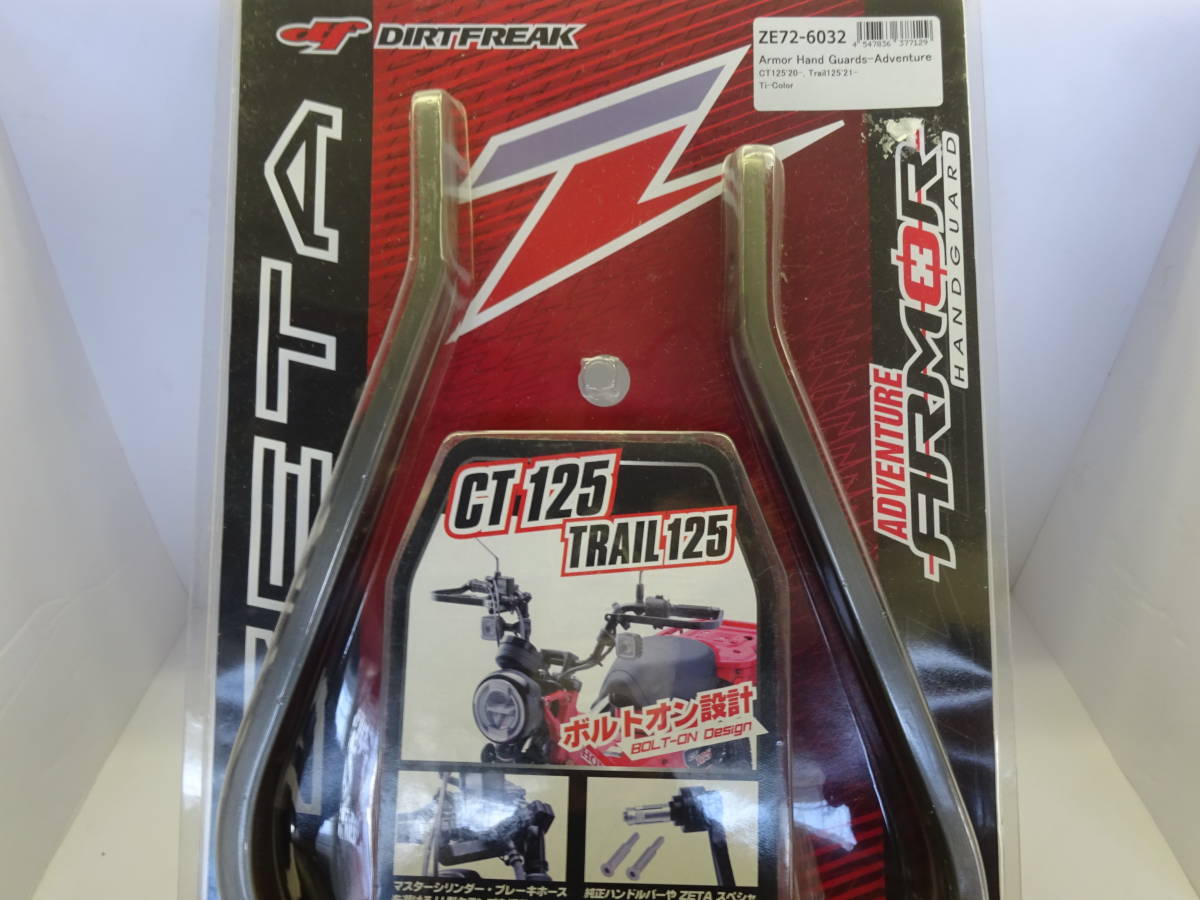 DIRTFREAK
ZE72-6032
4 547836 377129
Armor Hand Guards-Adventure
CT125'20-, Trail125'21-
Ti-Color
ZETA
ADVENTURE
ARMOR
HANDGUARD
CT 125
TRAIL 125
ボルトオン設計
BOLT-ON Design
マスターシリンダー・ブレーキホース
純正ハンドルバーや ZETA スペシャ